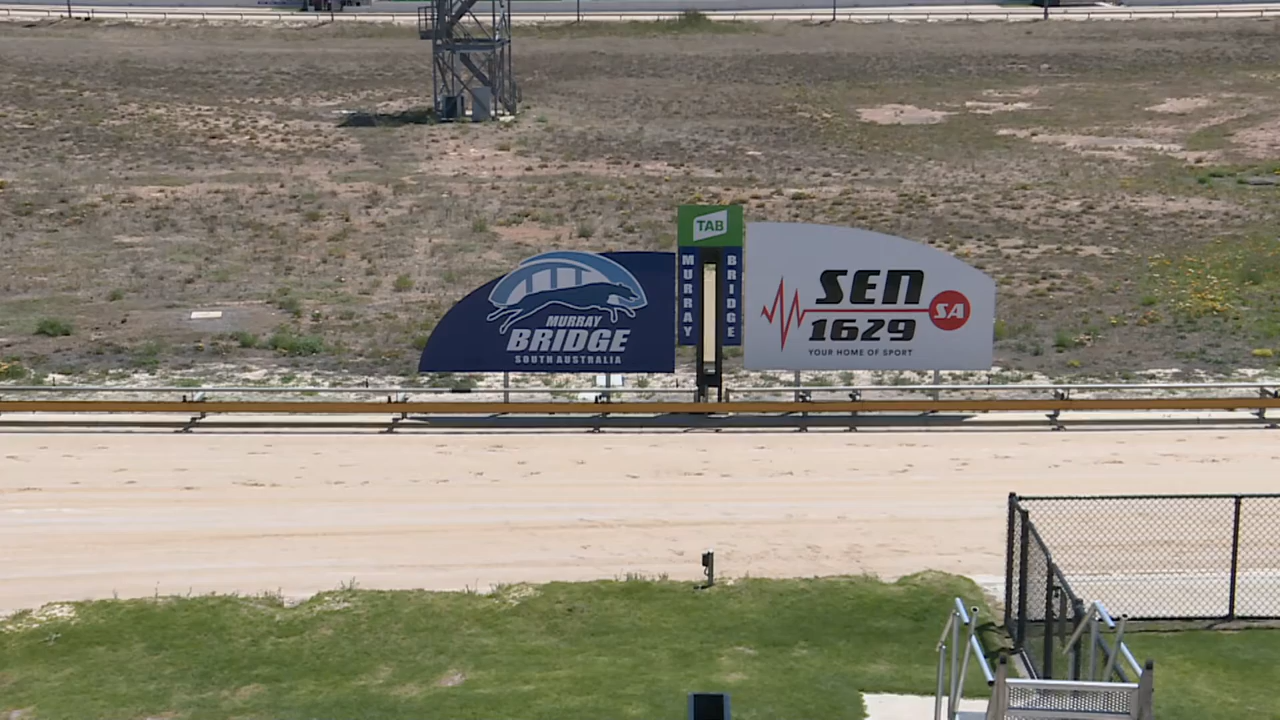 TAB
MURRAY
BRIDGE
MURRAY
BRIDGE
SOUTH AUSTRALIA
SEN
SA
1629
YOUR HOME OF SPORT